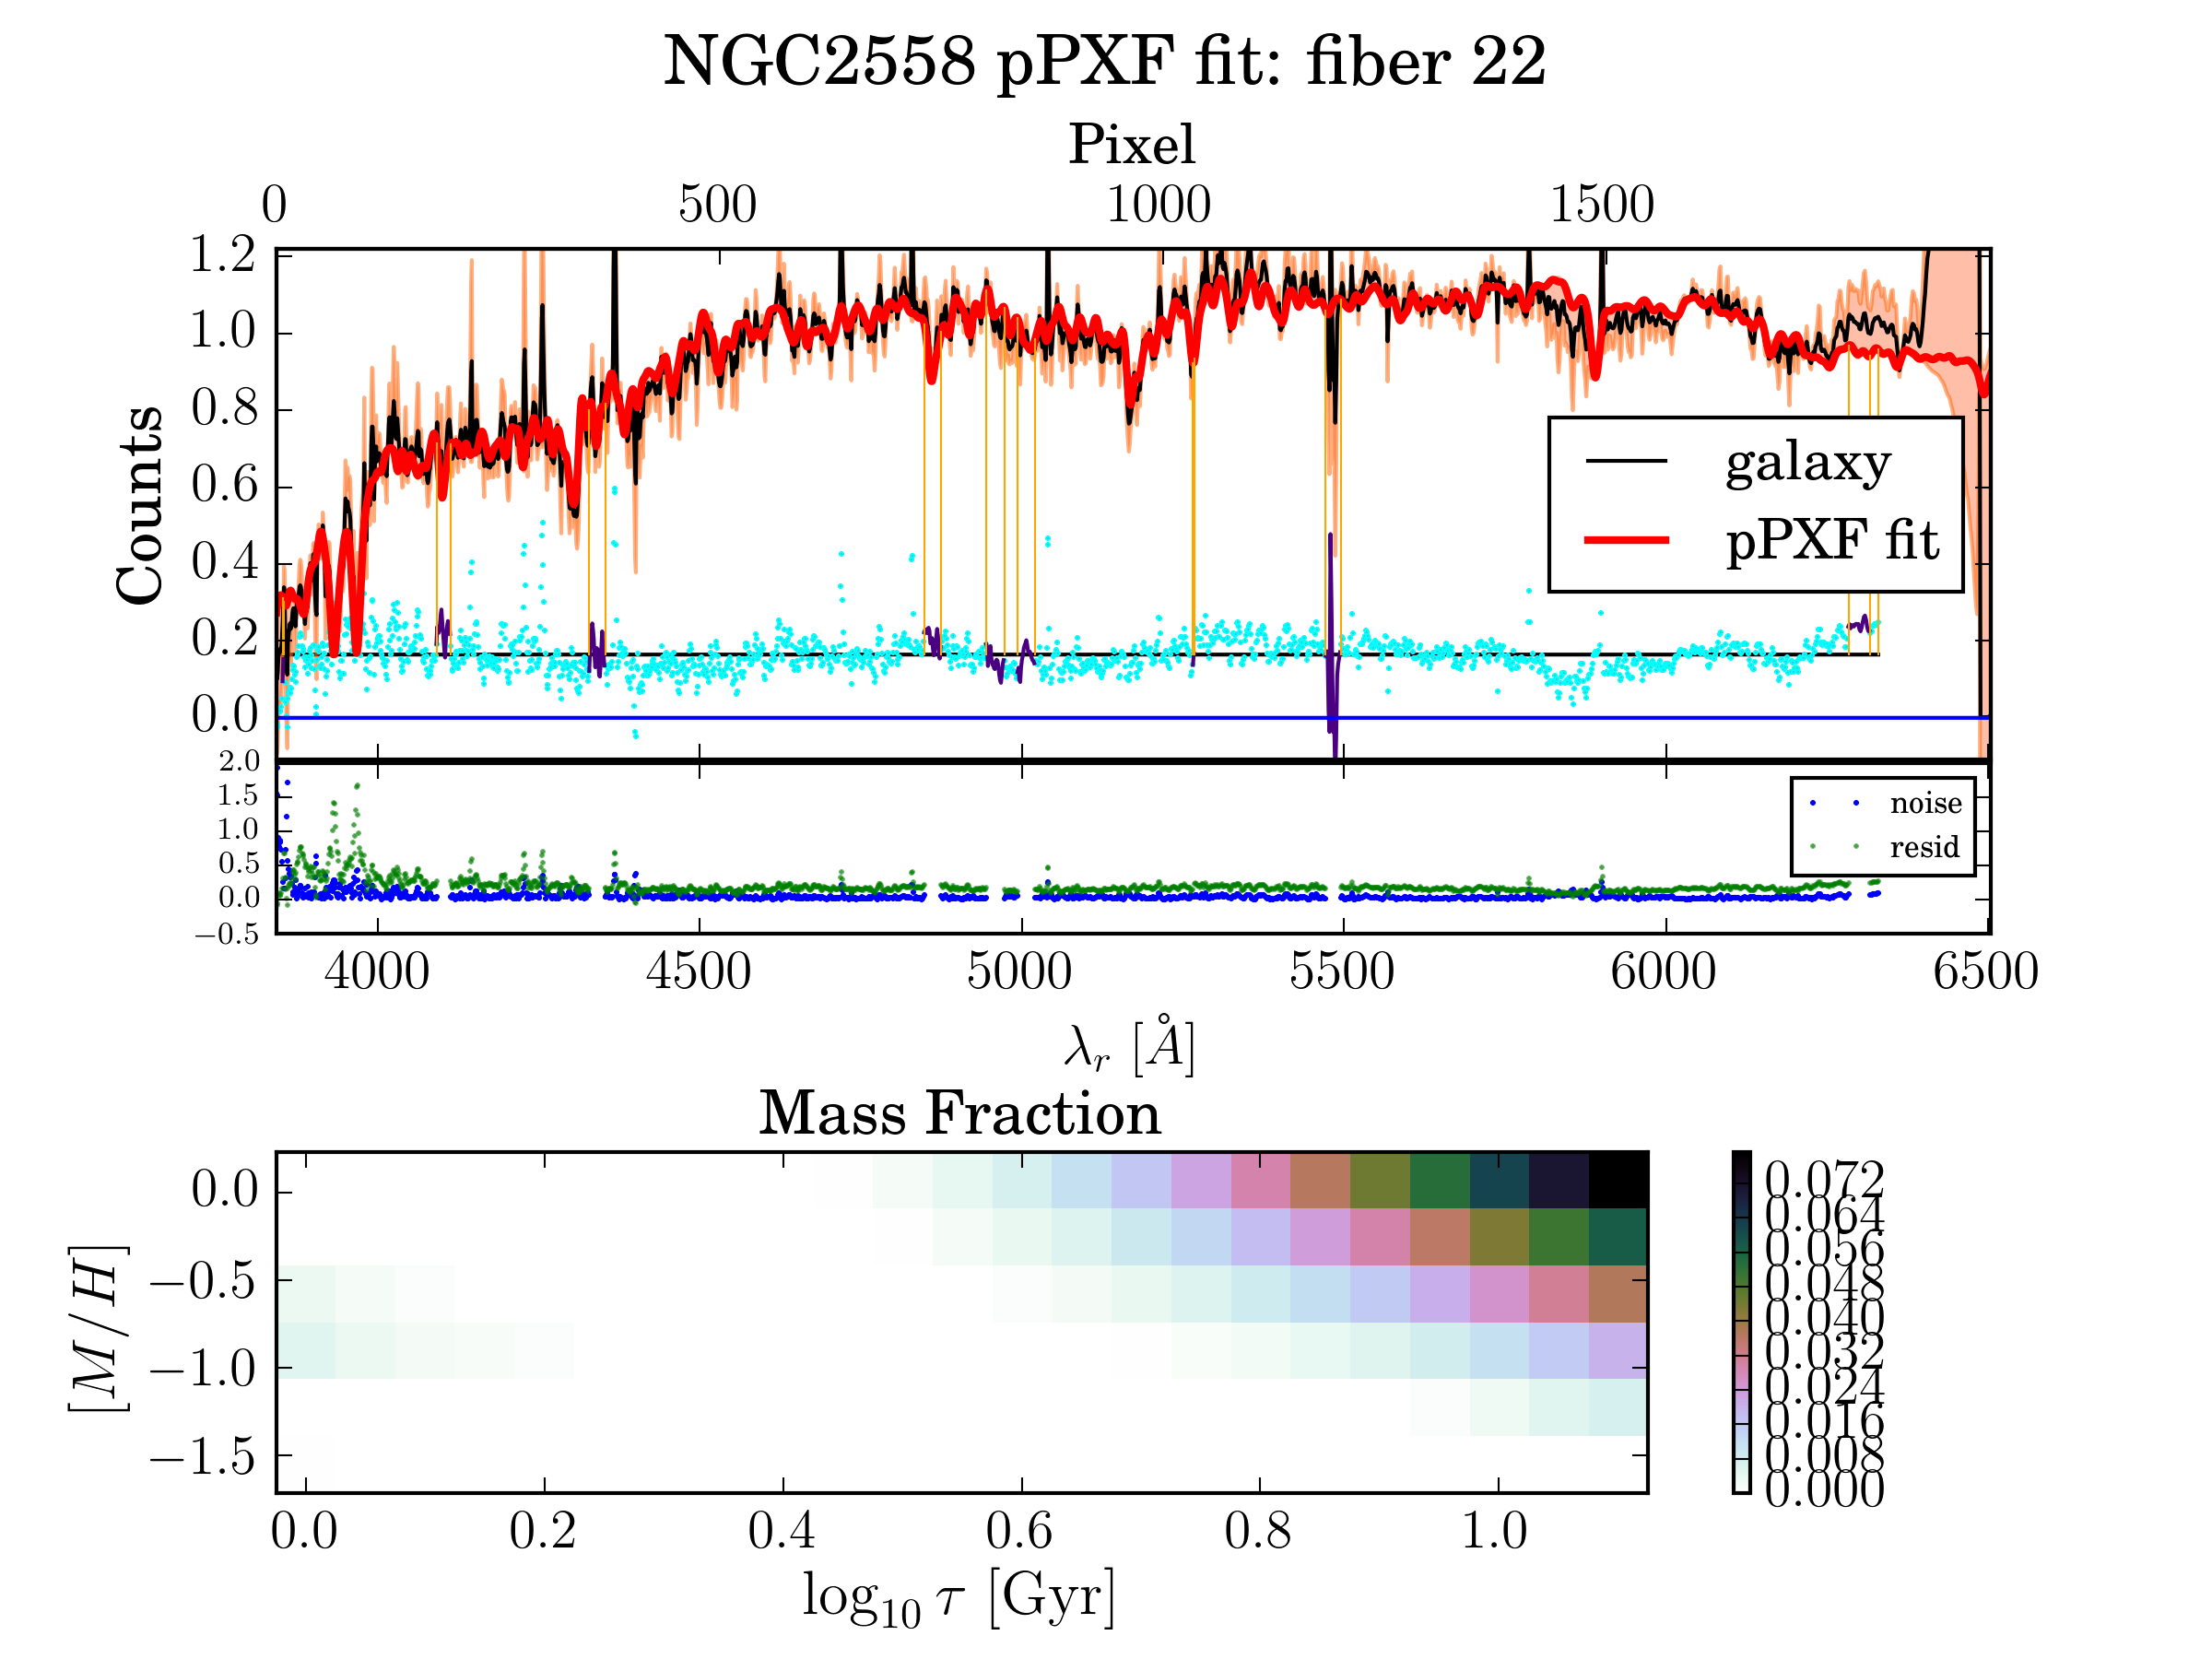 NGC2558 pPXF fit: fiber 22
Pixel
0 500 1000 1500
1.2
1.0
0.8
0.6
0.4
0.2
0.0
Counts
galaxy
pPXF fit
2.0
1.5
1.0
0.5
0.0
−0.5
noise
resid
4000 4500 5000 5500 6000 6500
λr [Å]
Mass Fraction
0.0
−0.5
−1.0
−1.5
[M/H]
0.072
0.064
0.056
0.048
0.040
0.032
0.024
0.016
0.008
0.000
0.0 0.2 0.4 0.6 0.8 1.0
log10 τ [Gyr]